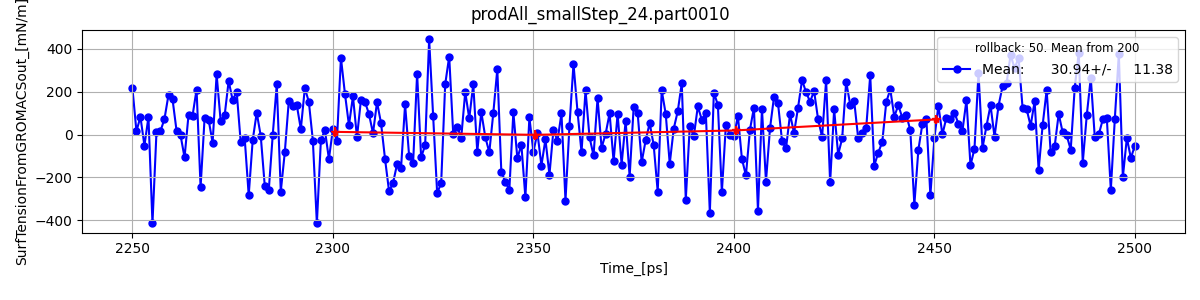 prodAll_smallStep_24.part0010
SurfTensionFromGROMACSout_[mN/m]
400
200
0
−200
−400
rollback: 50. Mean from 200
Mean: 30.94+/- 11.38
2250 2300 2350 2400 2450 2500
Time_[ps]